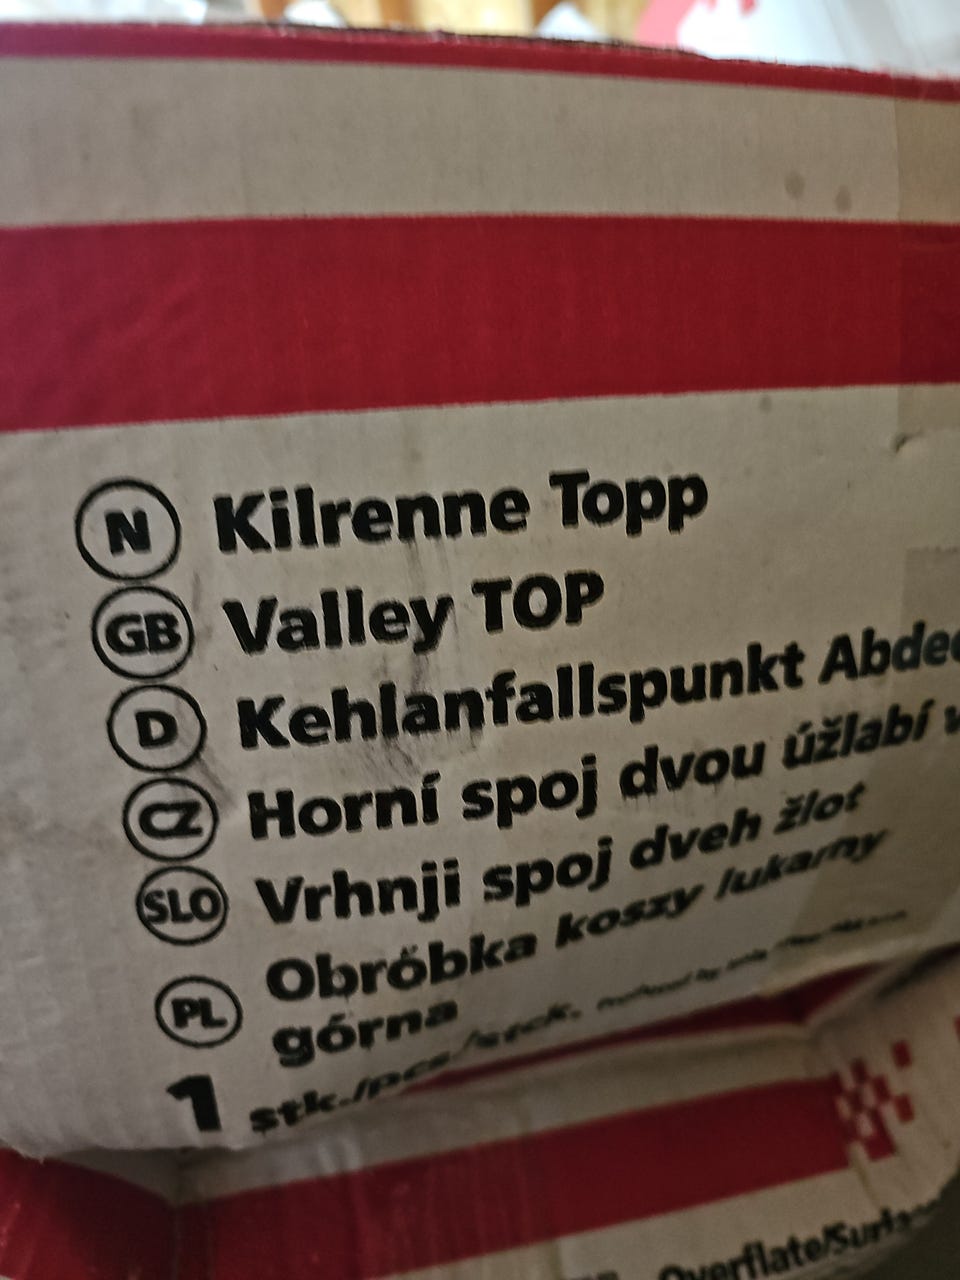 N Kilrenne Topp
GB Valley TOP
D Kehlanfallspunkt
CZ Horní spoj dvou úžlabí
SLO Vrhnji spoj dveh žlot
PL Obróbka koszy lukarny
górna
1 stk./pcs/stck.
Overflate/